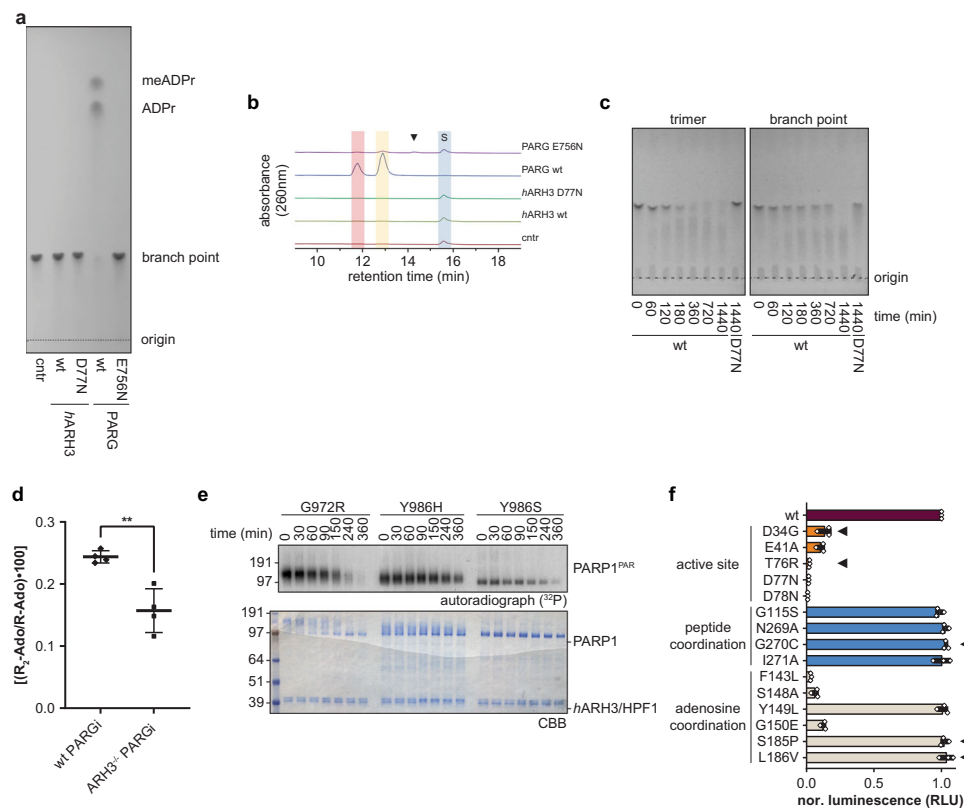 a
meADPr
ADPr
branch point
origin
cntr
wt
D77N
wt
E756N
hARH3
PARG
b
absorbance
(260nm)
S
PARG E756N
PARG wt
hARH3 D77N
hARH3 wt
cntr
10
12
14
16
18
retention time (min)
c
trimer
branch point
origin
0
60
120
180
360
720
1440
1440
0
60
120
180
360
720
1440
1440
time (min)
wt
D77N
wt
D77N
d
[(R2-Ado/R-Ado)•100]
0.3
0.2
0.1
0.0
**
wt PARGi
ARH3-/- PARGi
e
G972R
Y986H
Y986S
time (min)
0
30
60
90
150
240
360
0
30
60
90
150
240
360
0
30
60
90
150
240
360
191
97
PARP1PAR
autoradiograph (32P)
191
97
64
51
39
PARP1
hARH3/HPF1
CBB
f
wt
D34G
E41A
active site
T76R
D77N
D78N
G115S
peptide
N269A
coordination
G270C
I271A
F143L
S148A
adenosine
Y149L
coordination
G150E
S185P
L186V
0.0
0.5
1.0
nor. luminescence (RLU)